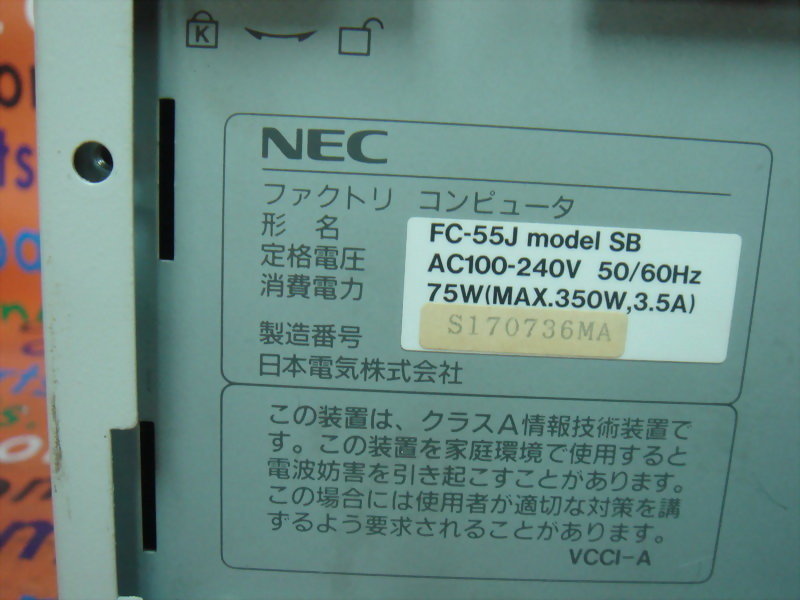 K
NEC
ファクトリ コンピュータ
形 名 FC-55J model SB
定格電圧 AC100-240V 50/60Hz
消費電力 75W(MAX.350W,3.5A)
製造番号 S170736MA
日本電気株式会社
この装置は、クラスA情報技術装置で
す。この装置を家庭環境で使用すると
電波妨害を引き起こすことがあります。
この場合には使用者が適切な対策を講
ずるよう要求されることがあります。
VCCI-A